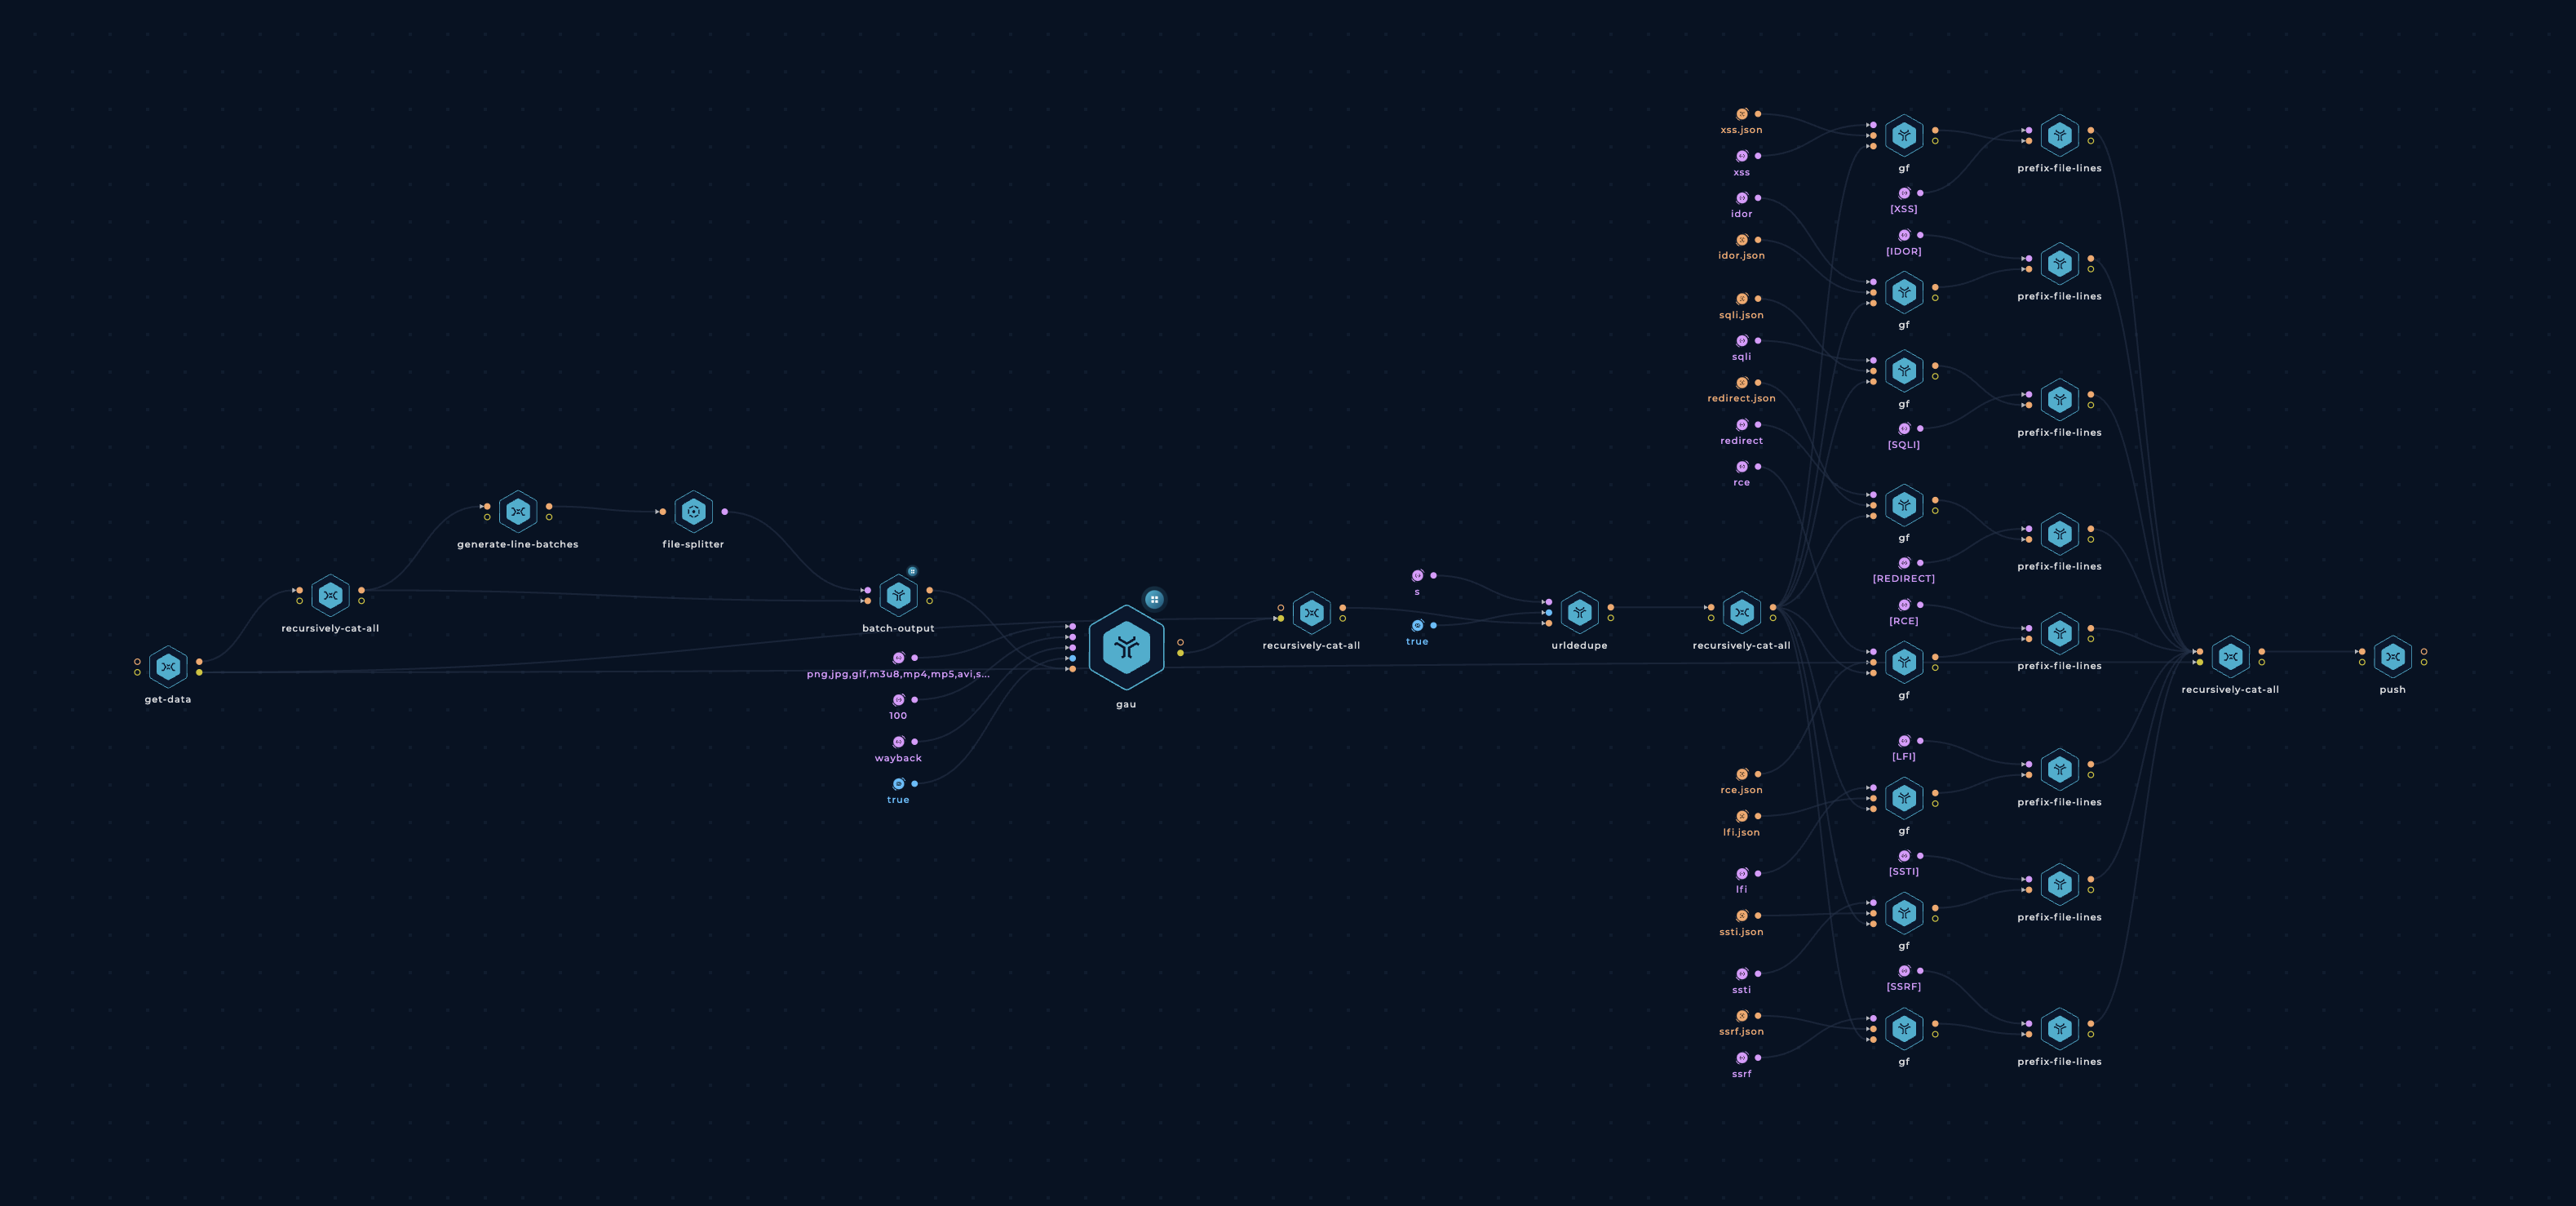 get-data
recursively-cat-all
generate-line-batches
file-splitter
batch-output
png,jpg,gif,m3u8,mp4,mp5,avi,s...
100
wayback
true
gau
recursively-cat-all
s
true
urldedupe
recursively-cat-all
xss.json
xss
idor
idor.json
sqli.json
sqli
redirect.json
redirect
rce
rce.json
lfi.json
lfi
ssti.json
ssti
ssrf.json
ssrf
gf
[XSS]
[IDOR]
gf
gf
[SQLI]
gf
[REDIRECT]
[RCE]
gf
[LFI]
gf
[SSTI]
gf
[SSRF]
gf
prefix-file-lines
prefix-file-lines
prefix-file-lines
prefix-file-lines
prefix-file-lines
prefix-file-lines
prefix-file-lines
prefix-file-lines
recursively-cat-all
push